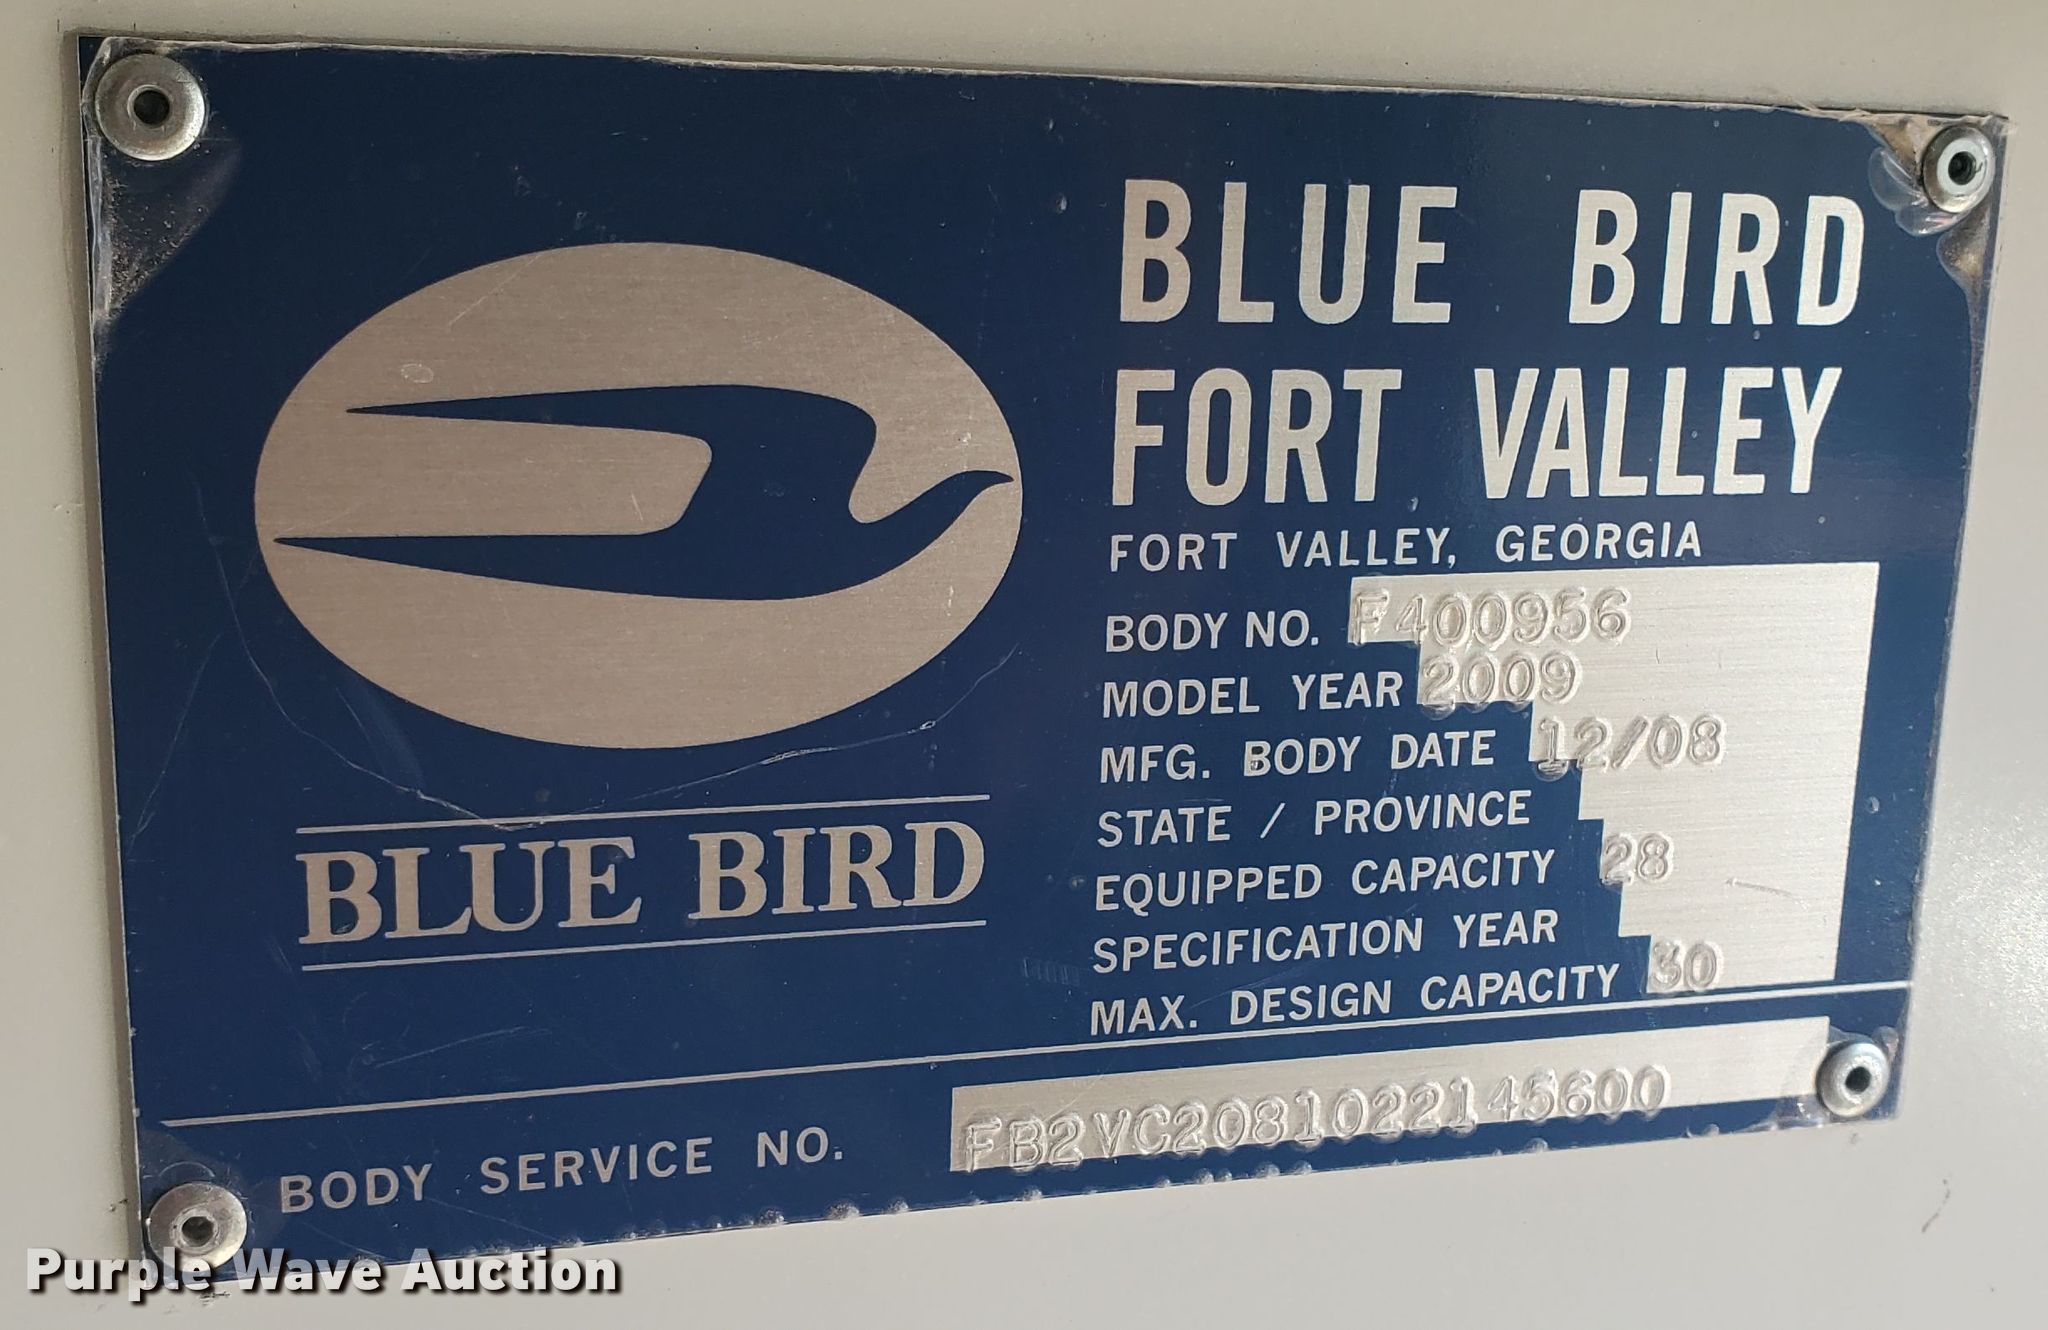 BLUE BIRD
BLUE BIRD
FORT VALLEY
FORT VALLEY, GEORGIA
BODY NO. F400956
MODEL YEAR 2009
MFG. BODY DATE 12/08
STATE / PROVINCE
EQUIPPED CAPACITY 28
SPECIFICATION YEAR
MAX. DESIGN CAPACITY 30
BODY SERVICE NO. FB2VC2081022145600
Purple Wave Auction